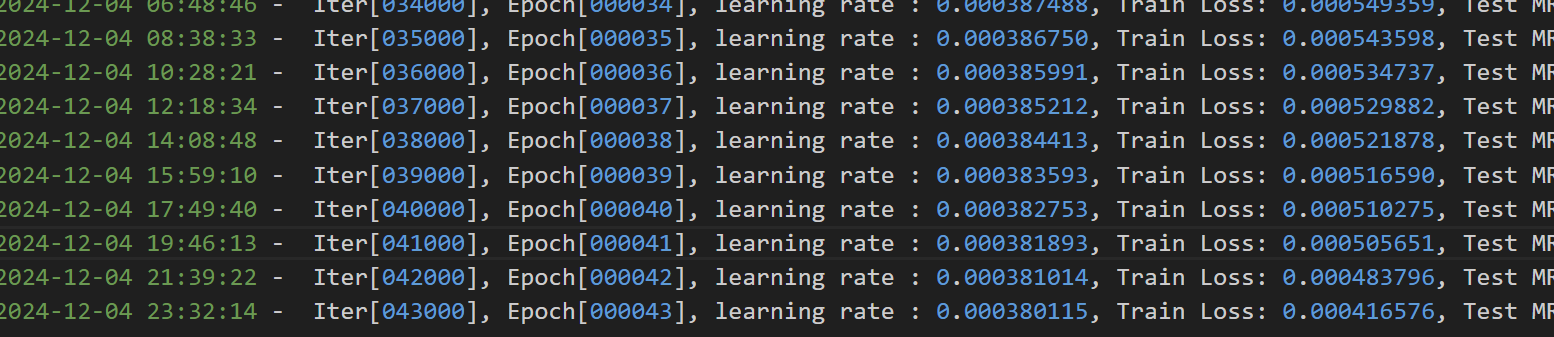 2024-12-04 06:48:46 - Iter[034000], Epoch[000034], learning rate : 0.000387488, Train Loss: 0.000549359, Test MR
2024-12-04 08:38:33 - Iter[035000], Epoch[000035], learning rate : 0.000386750, Train Loss: 0.000543598, Test MR
2024-12-04 10:28:21 - Iter[036000], Epoch[000036], learning rate : 0.000385991, Train Loss: 0.000534737, Test MR
2024-12-04 12:18:34 - Iter[037000], Epoch[000037], learning rate : 0.000385212, Train Loss: 0.000529882, Test MR
2024-12-04 14:08:48 - Iter[038000], Epoch[000038], learning rate : 0.000384413, Train Loss: 0.000521878, Test MR
2024-12-04 15:59:10 - Iter[039000], Epoch[000039], learning rate : 0.000383593, Train Loss: 0.000516590, Test MR
2024-12-04 17:49:40 - Iter[040000], Epoch[000040], learning rate : 0.000382753, Train Loss: 0.000510275, Test MR
2024-12-04 19:46:13 - Iter[041000], Epoch[000041], learning rate : 0.000381893, Train Loss: 0.000505651, Test MR
2024-12-04 21:39:22 - Iter[042000], Epoch[000042], learning rate : 0.000381014, Train Loss: 0.000483796, Test MR
2024-12-04 23:32:14 - Iter[043000], Epoch[000043], learning rate : 0.000380115, Train Loss: 0.000416576, Test MR